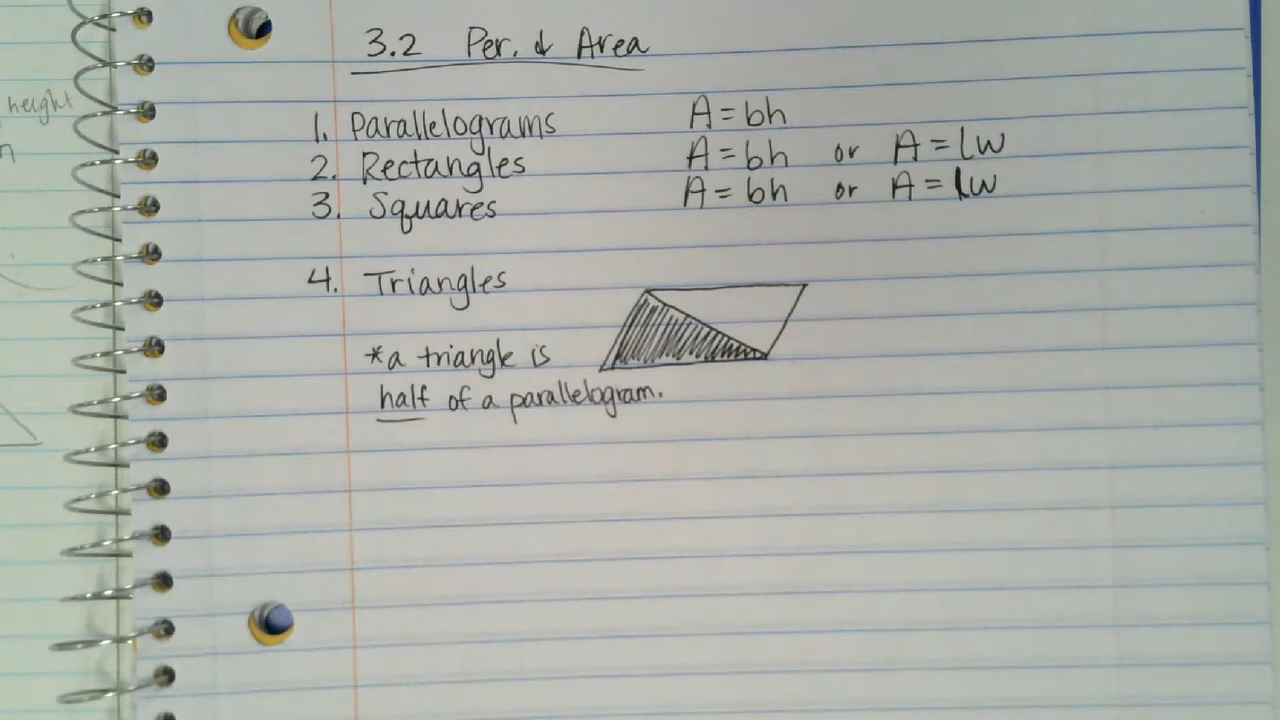 3.2 Per. & Area
1. Parallelograms A = bh
2. Rectangles A = bh or A = lw
3. Squares A = bh or A = lw
4. Triangles
*a triangle is
half of a parallelogram.
height